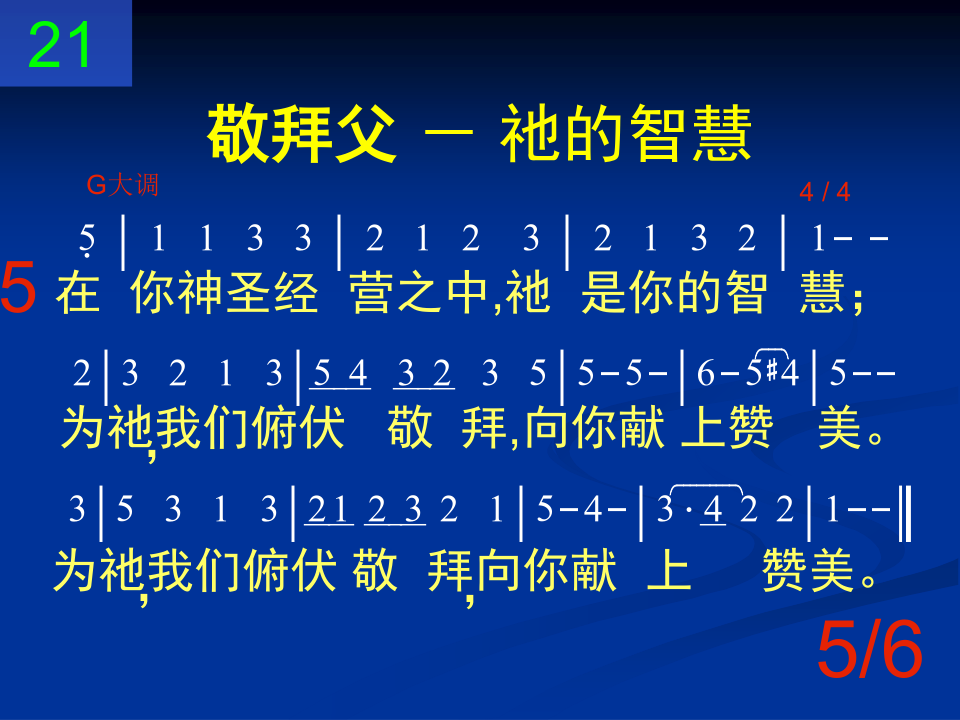 21
敬拜父 － 祂的智慧
G大调 4 / 4
5̣ | 1 1 3 3 | 2 1 2 3 | 2 1 3 2 | 1 - -
5 在 你神圣经 营之中,祂 是你的智 慧；
2 | 3 2 1 3 | 5 4 3 2 3 5 | 5 - 5 - | 6 - 5 #4 | 5 - -
为祂,我们俯伏 敬 拜,向你献 上赞 美。
3 | 5 3 1 3 | 2 1 2 3 2 1 | 5 - 4 - | 3 · 4 2 2 | 1 - - ||
为祂,我们俯伏 敬 拜,向你献 上 赞美。
5/6